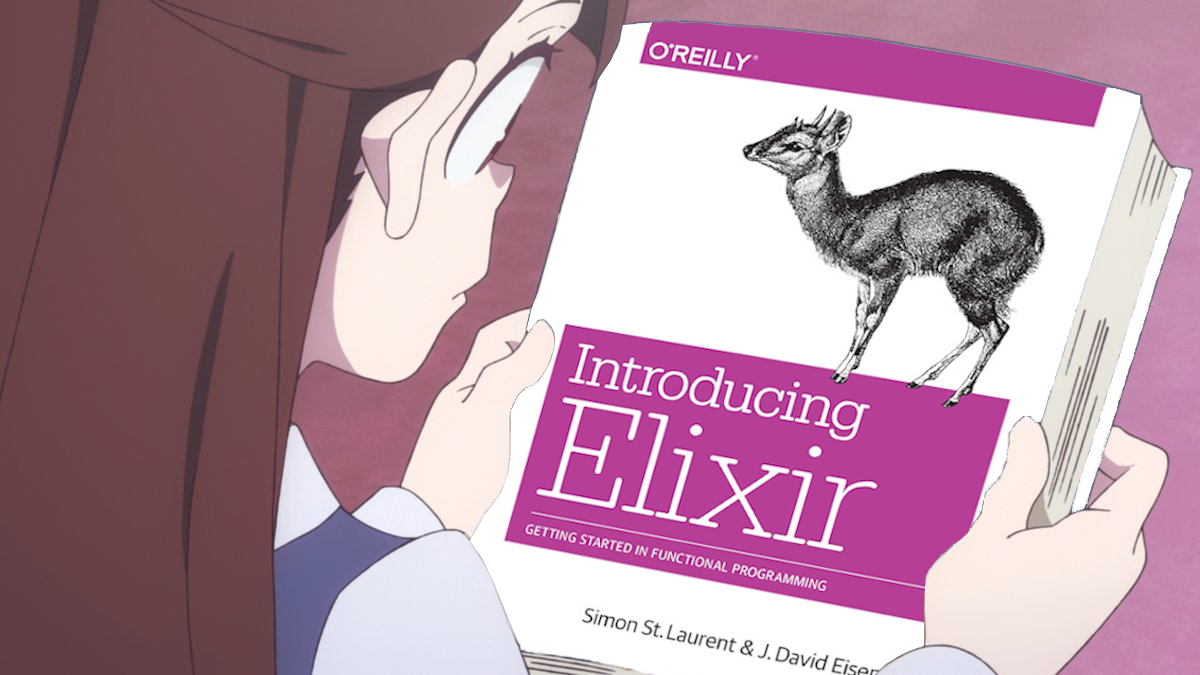 O'REILLY®
Introducing
Elixir
GETTING STARTED IN FUNCTIONAL PROGRAMMING
Simon St. Laurent & J. David Eisen